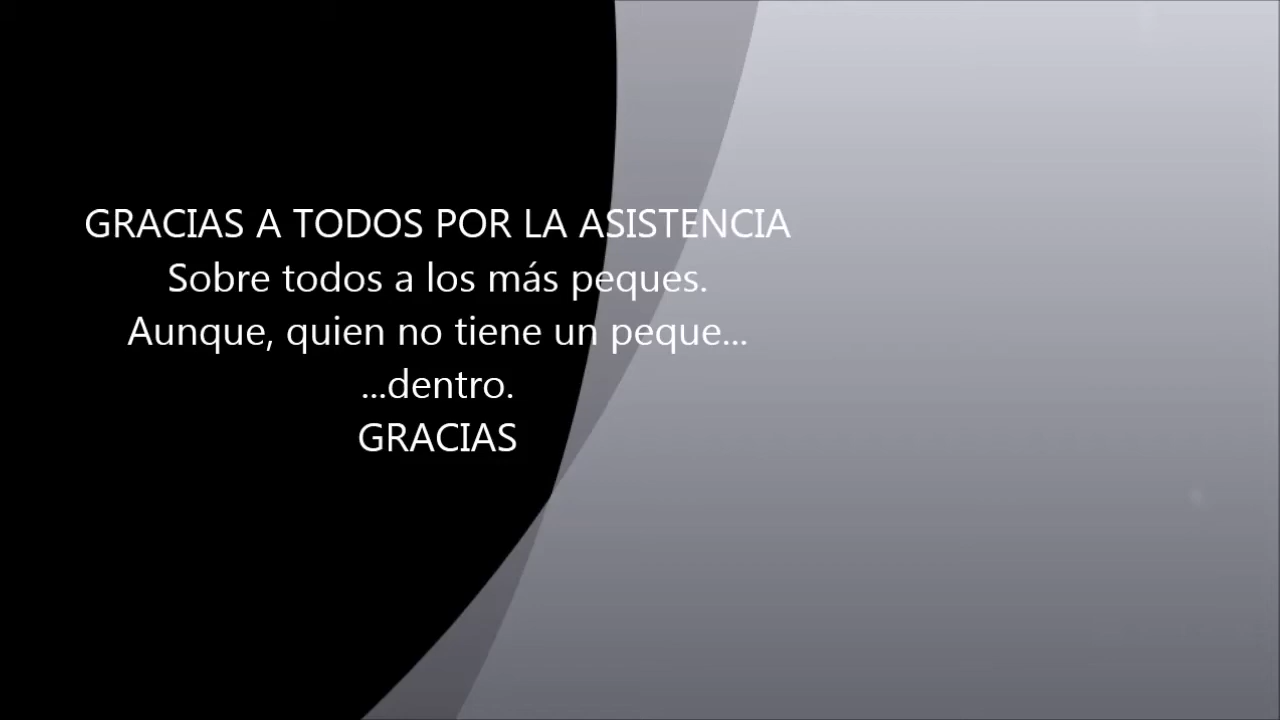 GRACIAS A TODOS POR LA ASISTENCIA
Sobre todos a los más peques.
Aunque, quien no tiene un peque...
...dentro.
GRACIAS